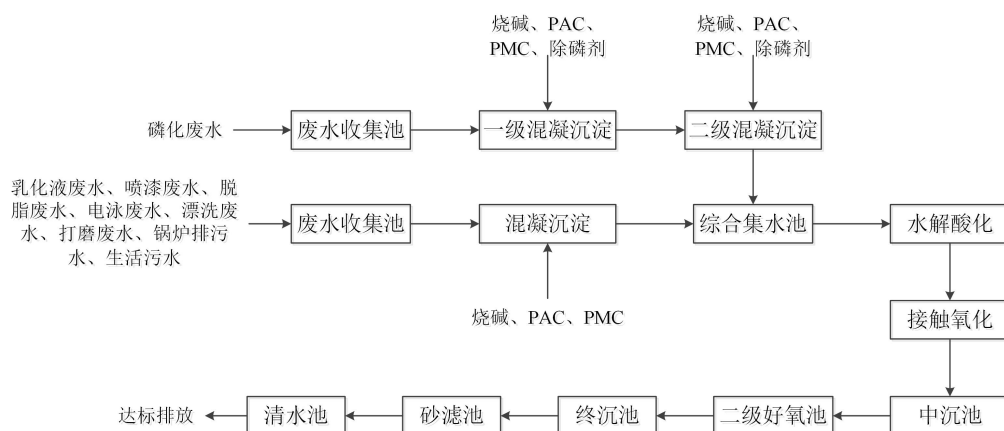 烧碱、PAC、
PMC、除磷剂
烧碱、PAC、
PMC、除磷剂
磷化废水
废水收集池
一级混凝沉淀
二级混凝沉淀
乳化液废水、喷漆废水、脱
脂废水、电泳废水、漂洗废
水、打磨废水、锅炉排污
水、生活污水
废水收集池
混凝沉淀
综合集水池
水解酸化
烧碱、PAC、PMC
接触氧化
达标排放
清水池
砂滤池
终沉池
二级好氧池
中沉池